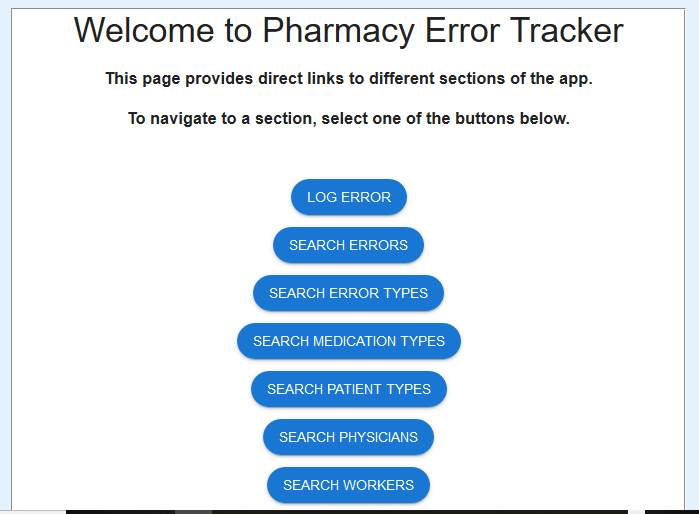 Welcome to Pharmacy Error Tracker
This page provides direct links to different sections of the app.
To navigate to a section, select one of the buttons below.
LOG ERROR
SEARCH ERRORS
SEARCH ERROR TYPES
SEARCH MEDICATION TYPES
SEARCH PATIENT TYPES
SEARCH PHYSICIANS
SEARCH WORKERS